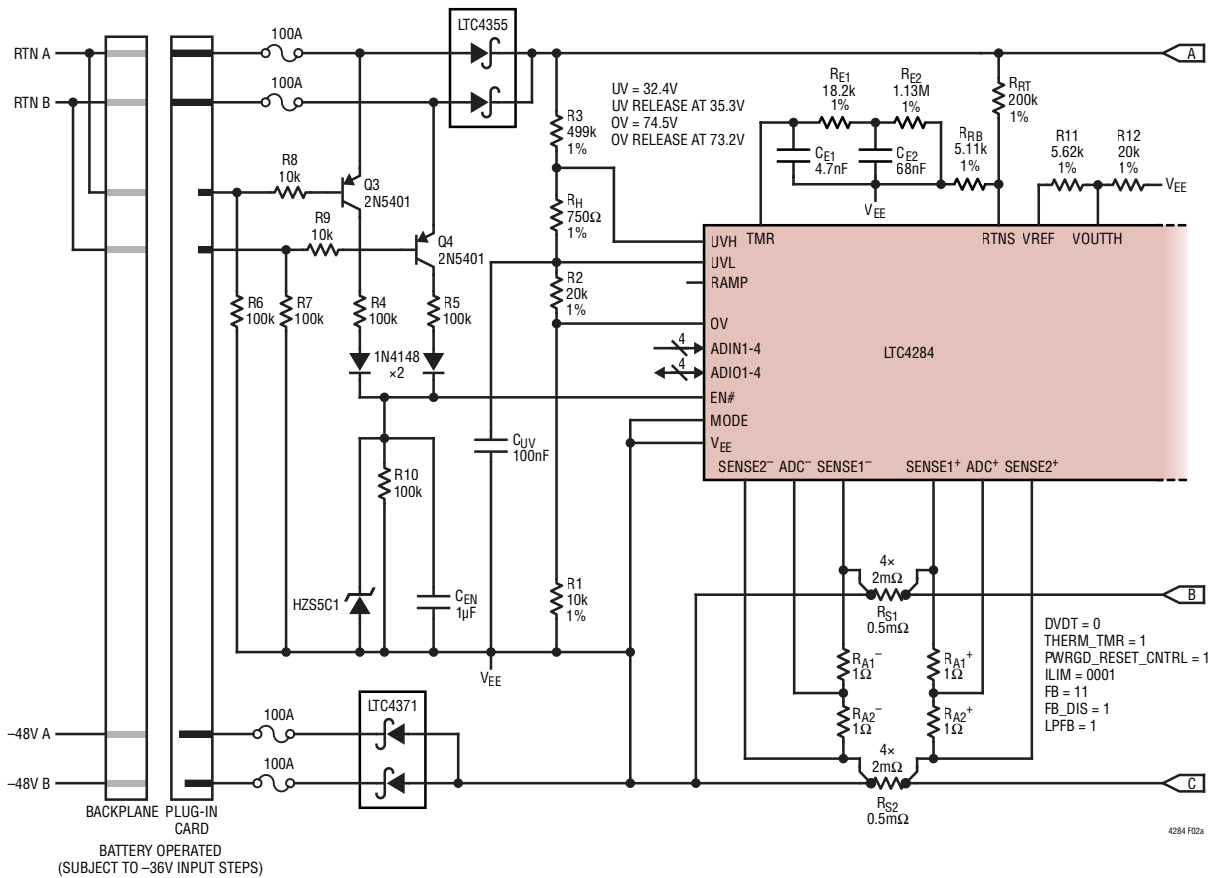 RTN A
RTN B
100A
100A
LTC4355
R8
10k
Q3
2N5401
R9
10k
Q4
2N5401
R6
100k
R7
100k
R4
100k
R5
100k
1N4148
×2
R10
100k
HZS5C1
CEN
1µF
CUV
100nF
R3
499k
1%
RH
750Ω
1%
R2
20k
1%
R1
10k
1%
VEE
UV = 32.4V
UV RELEASE AT 35.3V
OV = 74.5V
OV RELEASE AT 73.2V
RE1
18.2k
1%
RE2
1.13M
1%
CE1
4.7nF
CE2
68nF
VEE
RRB
5.11k
1%
RRT
200k
1%
R11
5.62k
1%
R12
20k
1%
VEE
A
UVH
TMR
RTNS
VREF
VOUTTH
UVL
RAMP
OV
4
ADIN1-4
4
ADIO1-4
EN#
MODE
VEE
LTC4284
SENSE2−
ADC−
SENSE1−
SENSE1+
ADC+
SENSE2+
4×
2mΩ
RS1
0.5mΩ
B
RA1−
1Ω
RA1+
1Ω
RA2−
1Ω
RA2+
1Ω
4×
2mΩ
RS2
0.5mΩ
C
DVDT = 0
THERM_TMR = 1
PWRGD_RESET_CNTRL = 1
ILIM = 0001
FB = 11
FB_DIS = 1
LPFB = 1
−48V A
−48V B
100A
100A
LTC4371
BACKPLANE
PLUG-IN
CARD
BATTERY OPERATED
(SUBJECT TO −36V INPUT STEPS)
4284 F02a